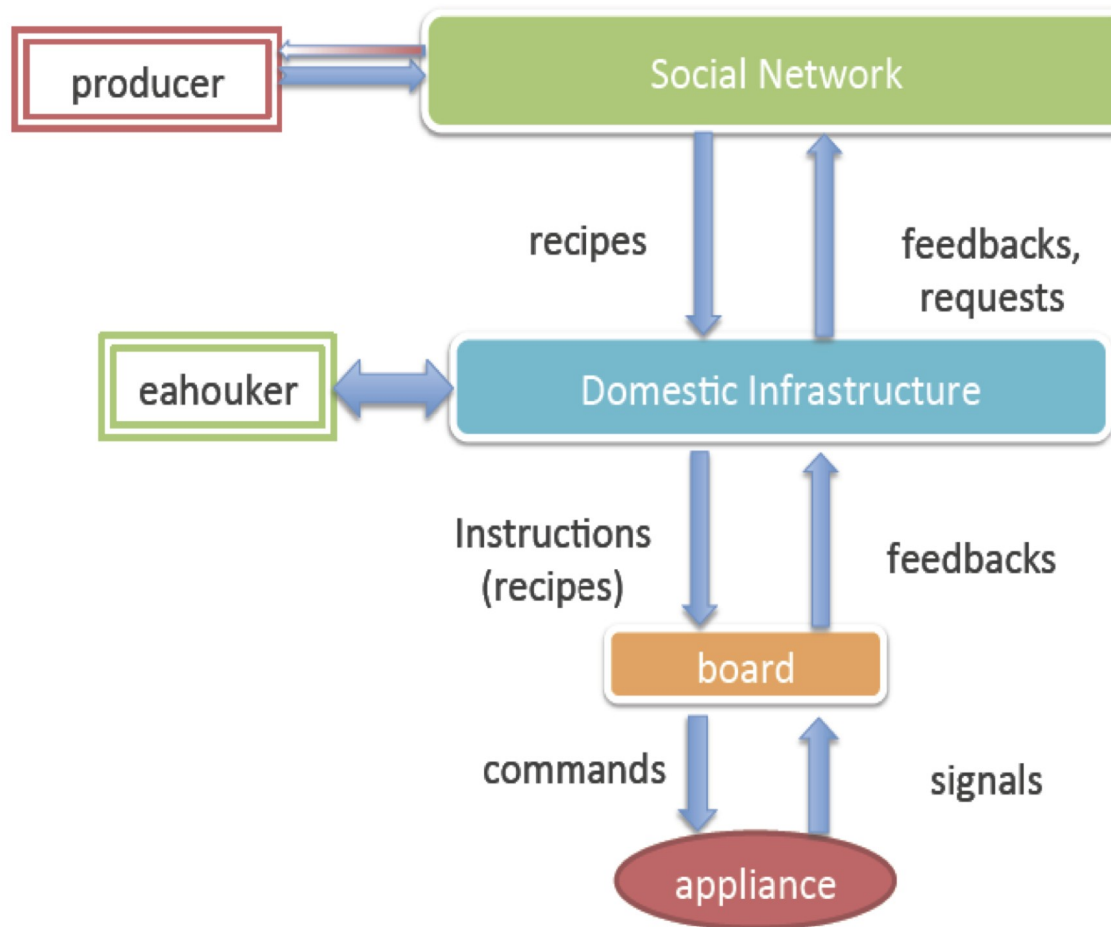 producer
Social Network
recipes
feedbacks,
requests
eahouker
Domestic Infrastructure
Instructions
(recipes)
feedbacks
board
commands
signals
appliance